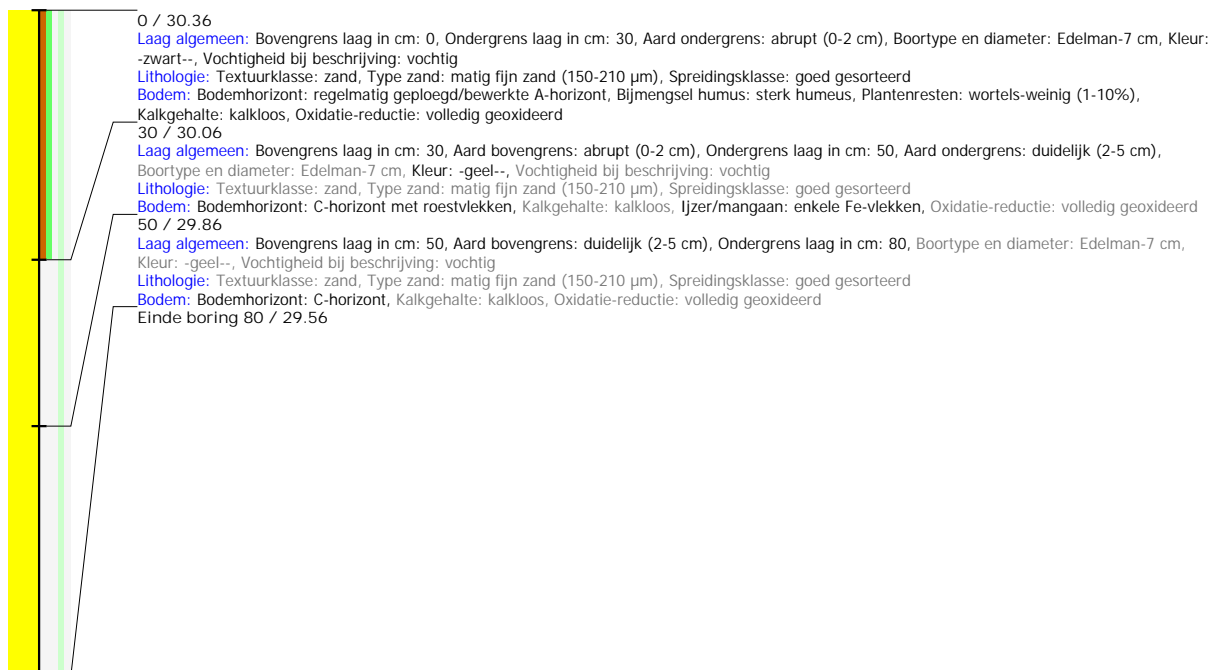 0 / 30.36
Laag algemeen: Bovengrens laag in cm: 0, Ondergrens laag in cm: 30, Aard ondergrens: abrupt (0-2 cm), Boortype en diameter: Edelman-7 cm, Kleur:
-zwart--, Vochtigheid bij beschrijving: vochtig
Lithologie: Textuurklasse: zand, Type zand: matig fijn zand (150-210 µm), Spreidingsklasse: goed gesorteerd
Bodem: Bodemhorizont: regelmatig geploegd/bewerkte A-horizont, Bijmengsel humus: sterk humeus, Plantenresten: wortels-weinig (1-10%),
Kalkgehalte: kalkloos, Oxidatie-reductie: volledig geoxideerd
30 / 30.06
Laag algemeen: Bovengrens laag in cm: 30, Aard bovengrens: abrupt (0-2 cm), Ondergrens laag in cm: 50, Aard ondergrens: duidelijk (2-5 cm),
Boortype en diameter: Edelman-7 cm, Kleur: -geel--, Vochtigheid bij beschrijving: vochtig
Lithologie: Textuurklasse: zand, Type zand: matig fijn zand (150-210 µm), Spreidingsklasse: goed gesorteerd
Bodem: Bodemhorizont: C-horizont met roestvlekken, Kalkgehalte: kalkloos, Ijzer/mangaan: enkele Fe-vlekken, Oxidatie-reductie: volledig geoxideerd
50 / 29.86
Laag algemeen: Bovengrens laag in cm: 50, Aard bovengrens: duidelijk (2-5 cm), Ondergrens laag in cm: 80, Boortype en diameter: Edelman-7 cm,
Kleur: -geel--, Vochtigheid bij beschrijving: vochtig
Lithologie: Textuurklasse: zand, Type zand: matig fijn zand (150-210 µm), Spreidingsklasse: goed gesorteerd
Bodem: Bodemhorizont: C-horizont, Kalkgehalte: kalkloos, Oxidatie-reductie: volledig geoxideerd
Einde boring 80 / 29.56